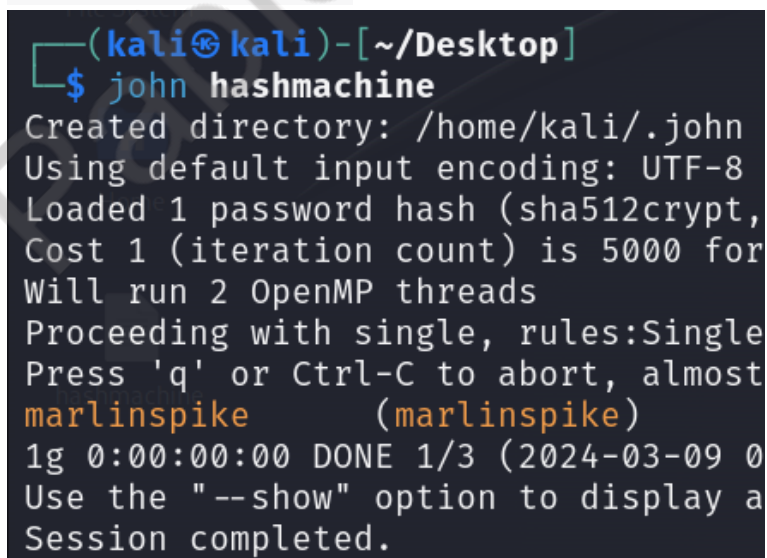 (kali㉿kali)-[~/Desktop]
$ john hashmachine
Created directory: /home/kali/.john
Using default input encoding: UTF-8
Loaded 1 password hash (sha512crypt,
Cost 1 (iteration count) is 5000 for
Will run 2 OpenMP threads
Proceeding with single, rules:Single
Press 'q' or Ctrl-C to abort, almost
marlinspike (marlinspike)
1g 0:00:00:00 DONE 1/3 (2024-03-09 0
Use the "--show" option to display a
Session completed.